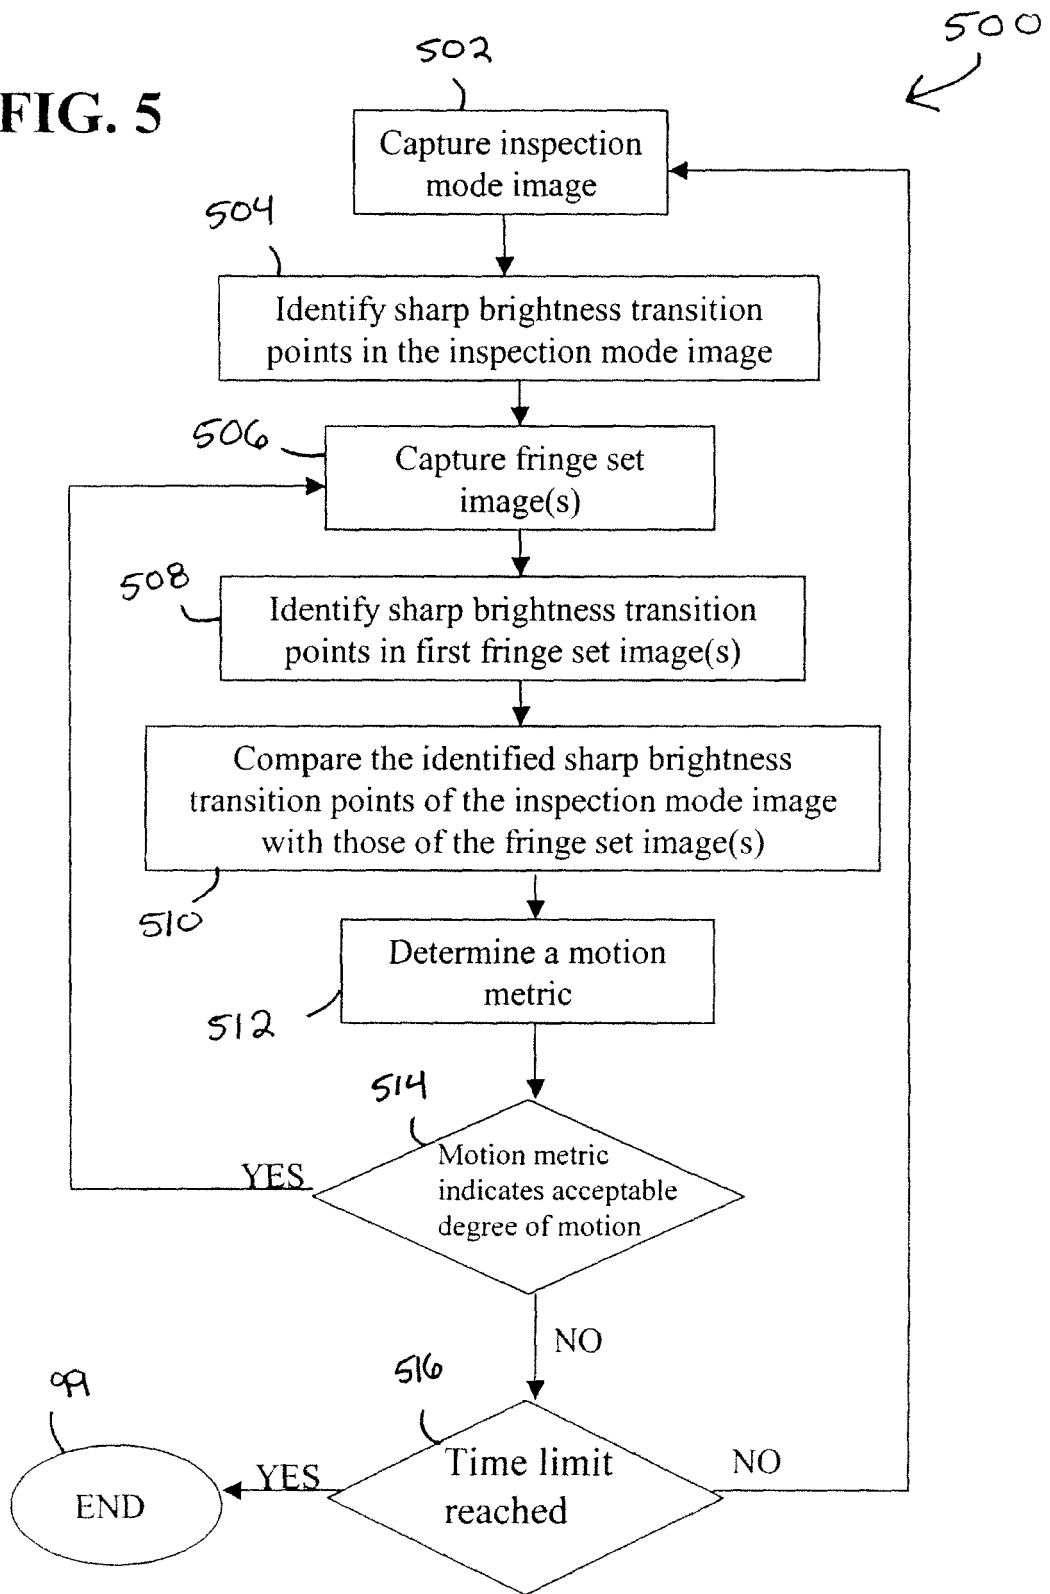 500
502
FIG. 5
Capture inspection
mode image
504
Identify sharp brightness transition
points in the inspection mode image
506
Capture fringe set
image(s)
508
Identify sharp brightness transition
points in first fringe set image(s)
Compare the identified sharp brightness
transition points of the inspection mode image
with those of the fringe set image(s)
510
Determine a motion
metric
512
514
Motion metric
indicates acceptable
degree of motion
YES
NO
516
99
Time limit
reached
YES
NO
END